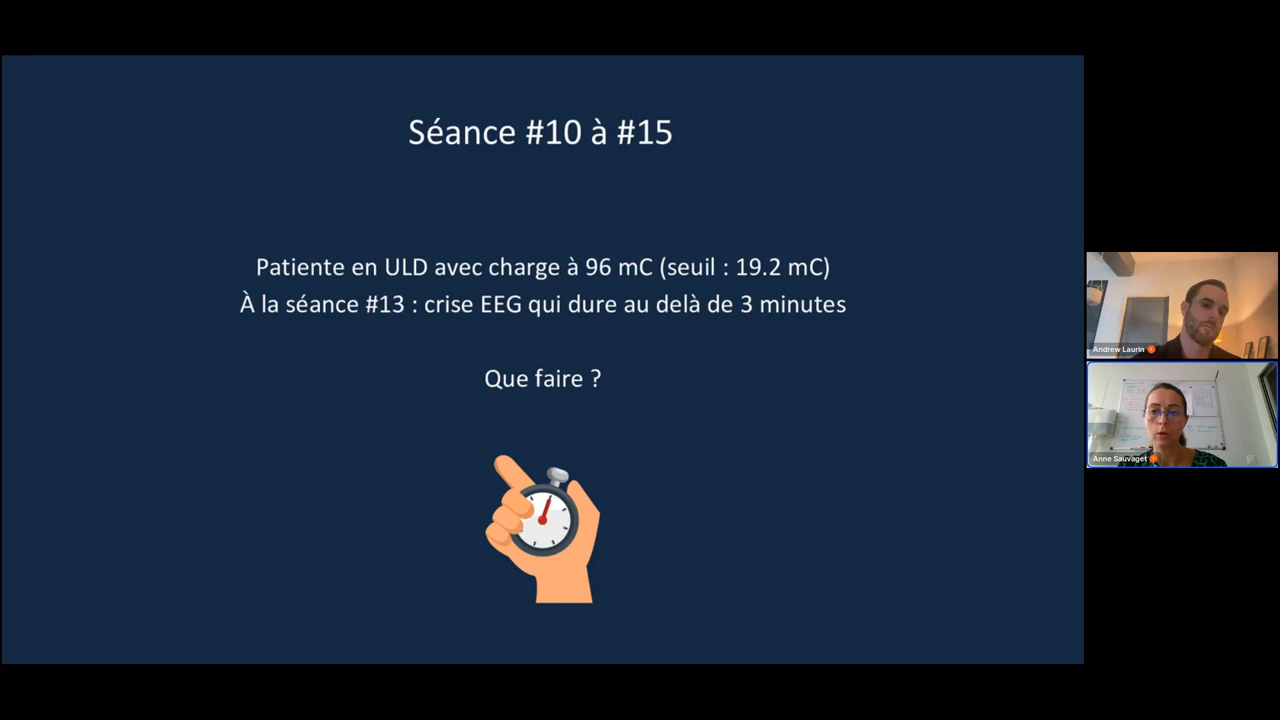 Séance #10 à #15
Patiente en ULD avec charge à 96 mC (seuil : 19.2 mC)
À la séance #13 : crise EEG qui dure au delà de 3 minutes
Que faire ?
Andrew Laurin
Anne Sauvaget